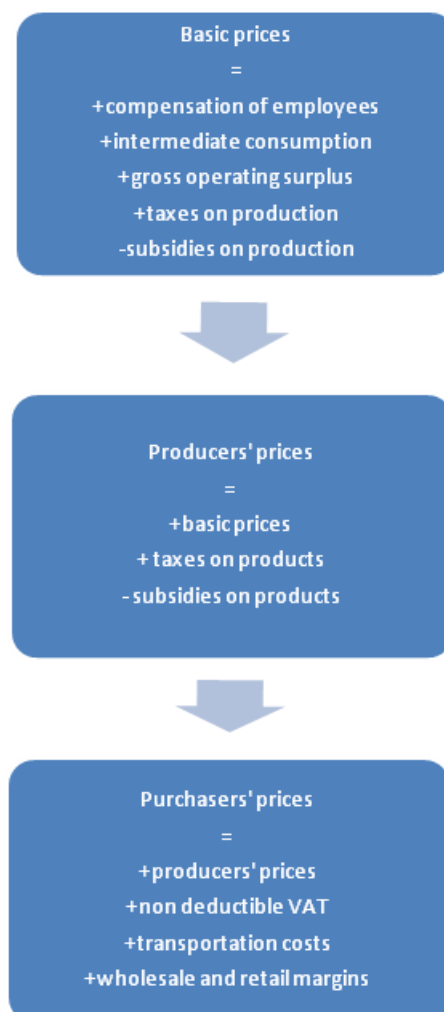 Basic prices
=
+compensation of employees
+intermediate consumption
+gross operating surplus
+taxes on production
-subsidies on production
Producers' prices
=
+basic prices
+ taxes on products
- subsidies on products
Purchasers' prices
=
+producers' prices
+non deductible VAT
+transportation costs
+wholesale and retail margins